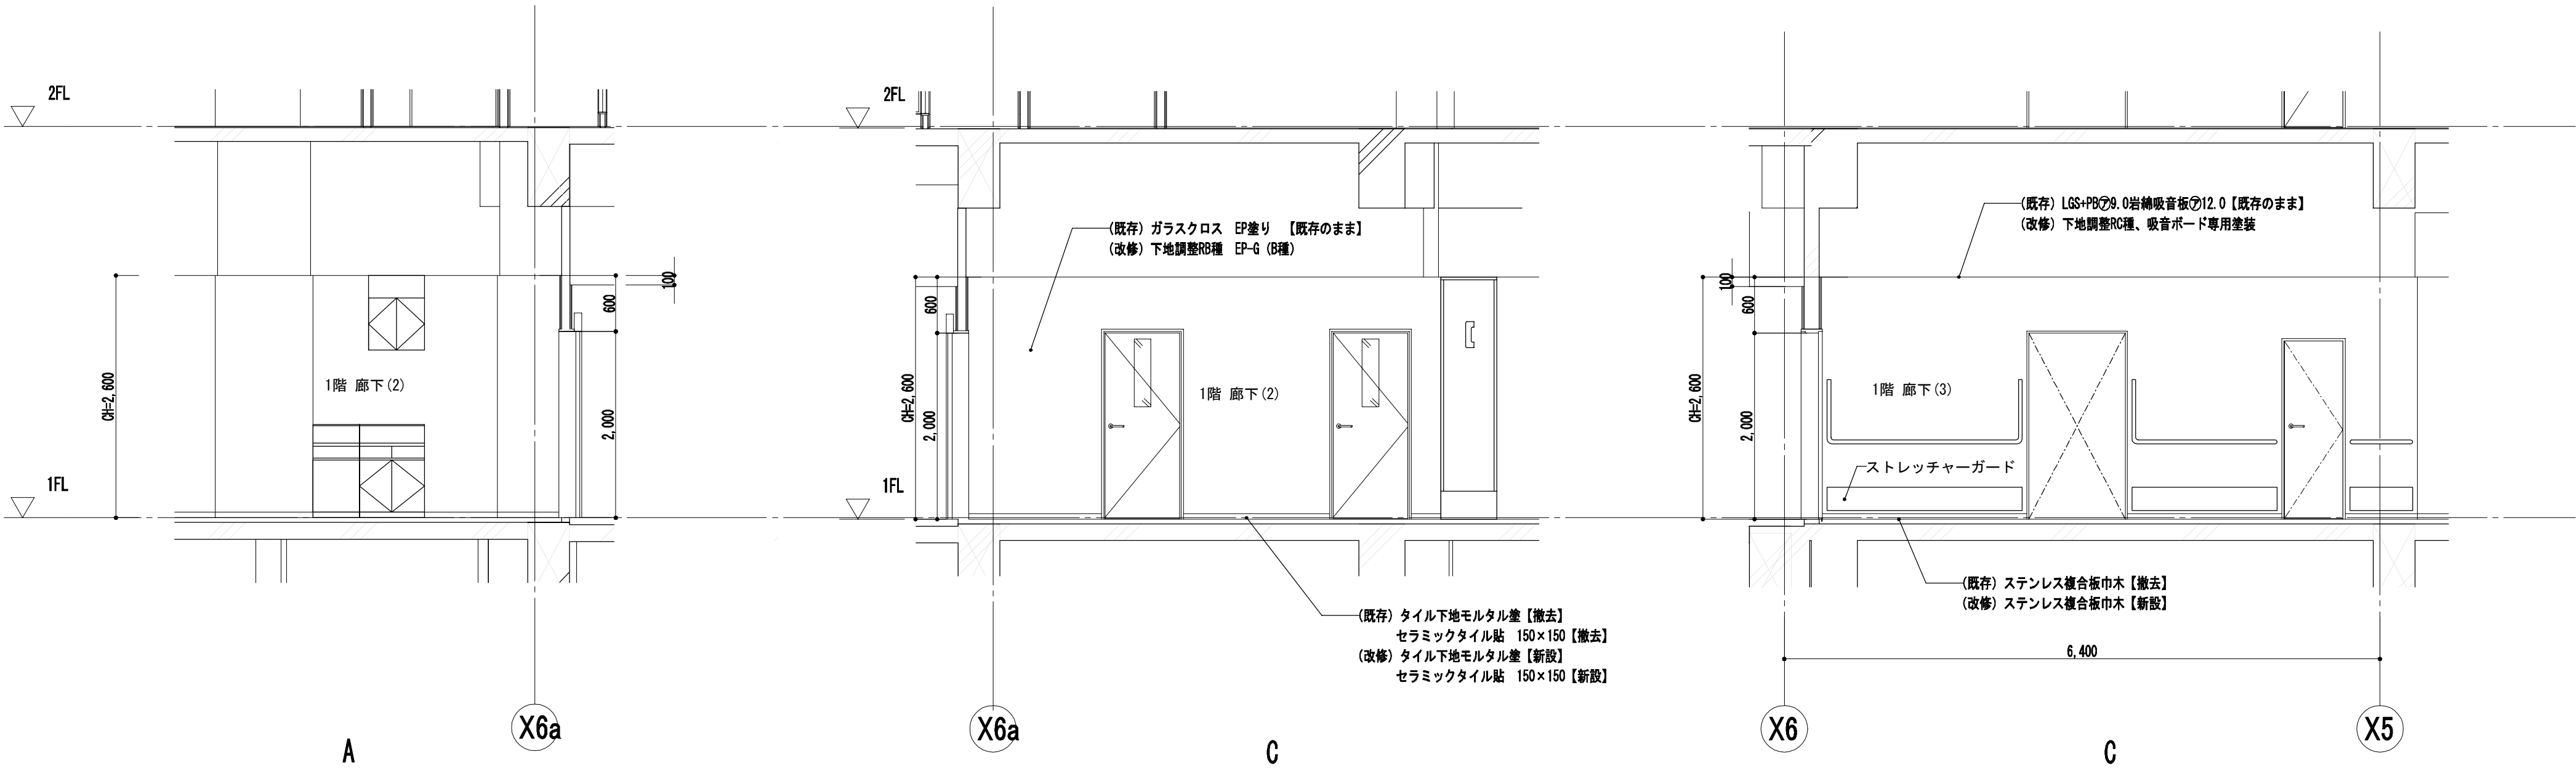 2FL
1FL
CH=2,600
1階 廊下(2)
100
600
2,000
X6a
A
2FL
1FL
(既存) ガラスクロス　EP塗り　【既存のまま】
(改修) 下地調整RB種　EP-G (B種)
CH=2,600
600
2,000
1階 廊下(2)
(既存) タイル下地モルタル塗【撤去】
セラミックタイル貼　150×150【撤去】
(改修) タイル下地モルタル塗【新設】
セラミックタイル貼　150×150【新設】
X6a
C
(既存) LGS+PB㋐9.0岩綿吸音板㋐12.0【既存のまま】
(改修) 下地調整RC種、吸音ボード専用塗装
100
600
CH=2,600
2,000
1階 廊下(3)
ストレッチャーガード
(既存) ステンレス複合板巾木【撤去】
(改修) ステンレス複合板巾木【新設】
6,400
X6
X5
C